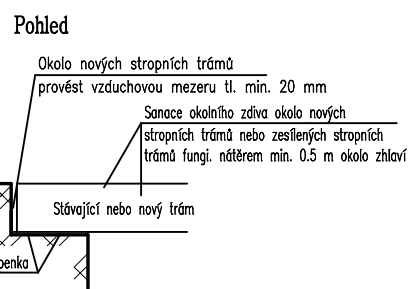 Pohled
Okolo nových stropních trámů
provést vzduchovou mezeru tl. min. 20 mm
Sanace okolního zdiva okolo nových
stropních trámů nebo zesílených stropních
trámů fungi. nátěrem min. 0.5 m okolo zhlaví
Stávající nebo nový trám